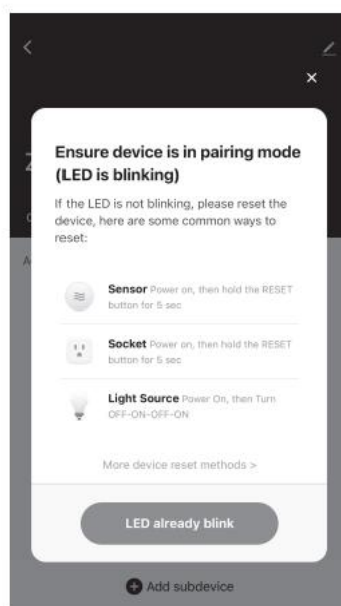 Ensure device is in pairing mode
(LED is blinking)
If the LED is not blinking, please reset the
device, here are some common ways to
reset:
Sensor Power on, then hold the RESET
button for 5 sec
Socket Power on, then hold the RESET
button for 5 sec
Light Source Power On, then Turn
OFF-ON-OFF-ON
More device reset methods >
LED already blink
Add subdevice